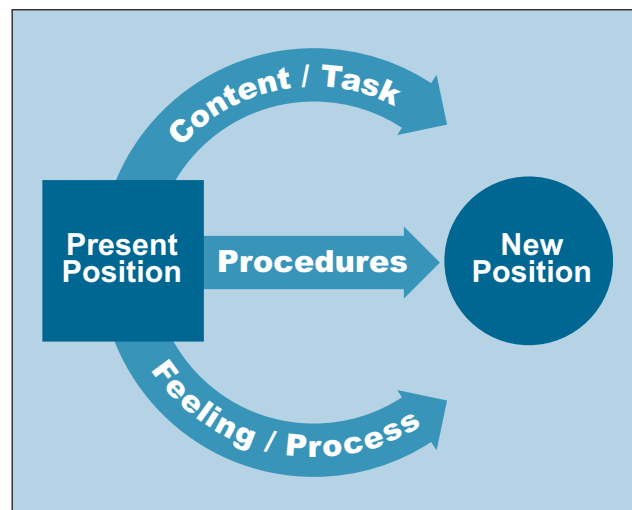 Content / Task
Present
Position
Procedures
New
Position
Feeling / Process